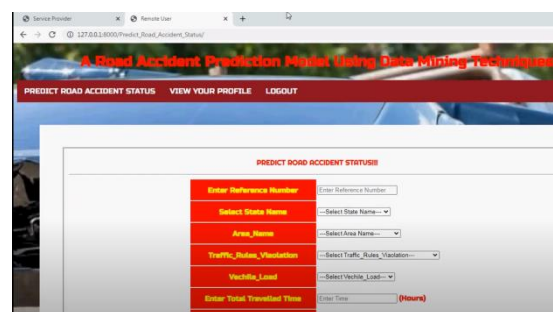 Service Provider
Remote User
127.0.0.1:8000/Predict_Road_Accident_Status/
A Road Accident Prediction Model Using Data Mining Techniques
PREDICT ROAD ACCIDENT STATUS VIEW YOUR PROFILE LOGOUT
PREDICT ROAD ACCIDENT STATUS!!!
Enter Reference Number Enter Reference Number
Select State Name ---Select State Name---
Area_Name ---Select Area Name---
Traffic_Rules_Viaolation ---Select Traffic_Rules_Viaolation---
Vechile_Load ---Select Vechile_Load---
Enter Total Travelled Time Enter Time (Hours)